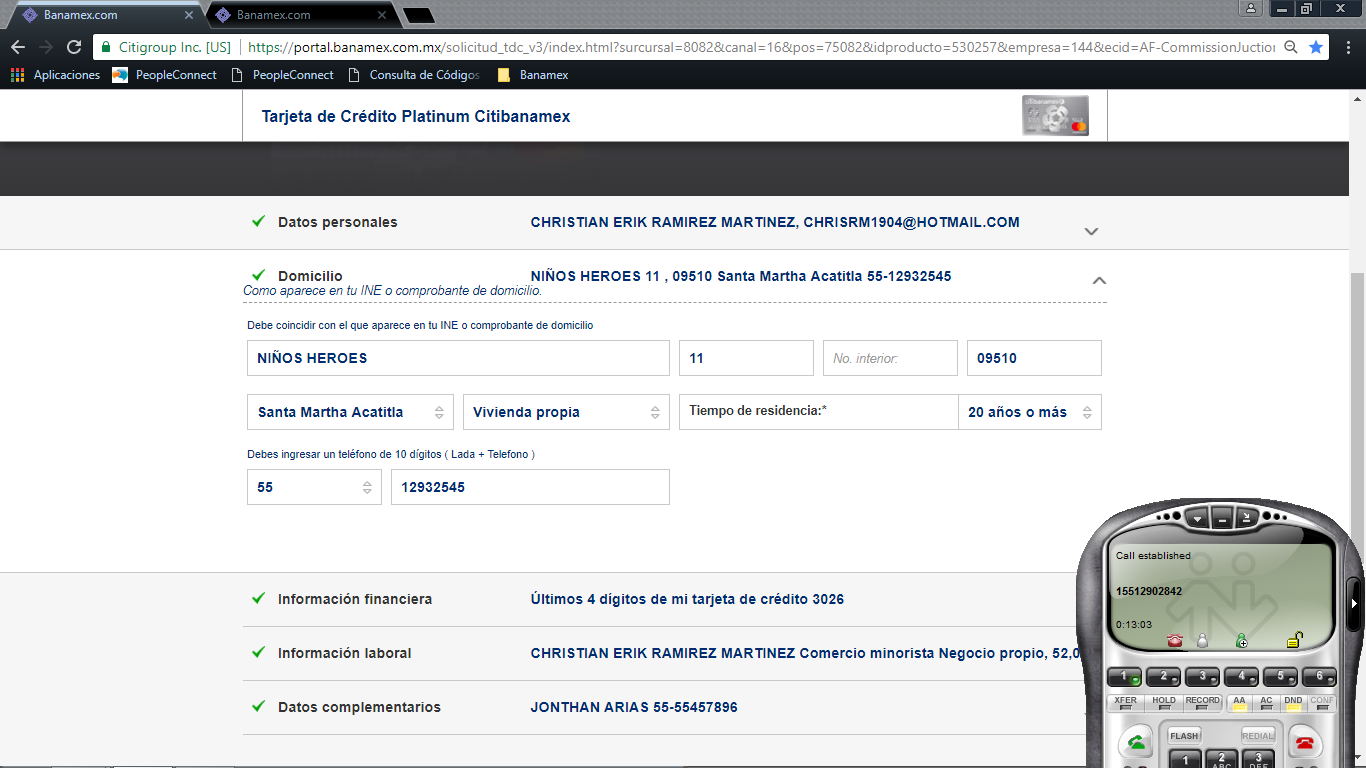 Banamex.com
Banamex.com
Citigroup Inc. [US]
https://portal.banamex.com.mx/solicitud_tdc_v3/index.html?surcursal=8082&canal=16&pos=75082&idproducto=530257&empresa=144&ecid=AF-CommissionJuction
Aplicaciones PeopleConnect PeopleConnect Consulta de Códigos Banamex
Tarjeta de Crédito Platinum Citibanamex
Datos personales CHRISTIAN ERIK RAMIREZ MARTINEZ, CHRISRM1904@HOTMAIL.COM
Domicilio NIÑOS HEROES 11 , 09510 Santa Martha Acatitla 55-12932545
Como aparece en tu INE o comprobante de domicilio.
Debe coincidir con el que aparece en tu INE o comprobante de domicilio
NIÑOS HEROES 11 No. interior: 09510
Santa Martha Acatitla Vivienda propia Tiempo de residencia:* 20 años o más
Debes ingresar un teléfono de 10 dígitos ( Lada + Telefono )
55 12932545
Información financiera Últimos 4 dígitos de mi tarjeta de crédito 3026
Información laboral CHRISTIAN ERIK RAMIREZ MARTINEZ Comercio minorista Negocio propio, 52,0
Datos complementarios JONTHAN ARIAS 55-55457896
Call established
15512902842
0:13:03
1 2 3 4 5 6
XFER HOLD RECORD AA AC DND CONF
FLASH REDIAL
1 2 3
ABC DEF